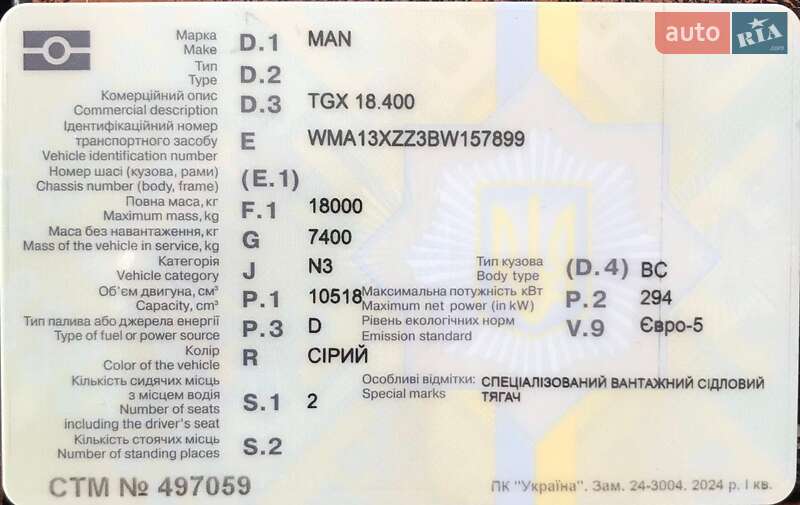 auto RIA .com
Марка
Make D.1 MAN
Тип
Type D.2
Комерційний опис
Commercial description D.3 TGX 18.400
Ідентифікаційний номер
транспортного засобу
Vehicle identification number E WMA13XZZ3BW157899
Номер шасі (кузова, рами)
Chassis number (body, frame) (E.1)
Повна маса, кг
Maximum mass, kg F.1 18000
Маса без навантаження, кг
Mass of the vehicle in service, kg G 7400
Категорія
Vehicle category J N3
Тип кузова
Body type (D.4) BC
Об'єм двигуна, см³
Capacity, cm³ P.1 10518
Максимальна потужність кВт
Maximum net power (in kW) P.2 294
Тип палива або джерела енергії
Type of fuel or power source P.3 D
Рівень екологічних норм
Emission standard V.9 Євро-5
Колір
Color of the vehicle R СІРИЙ
Кількість сидячих місць
з місцем водія
Number of seats
including the driver's seat S.1 2
Особливі відмітки:
Special marks СПЕЦІАЛІЗОВАНИЙ ВАНТАЖНИЙ СІДЛОВИЙ
ТЯГАЧ
Кількість стоячих місць
Number of standing places S.2
СТМ № 497059
ПК "Україна". Зам. 24-3004. 2024 р. I кв.